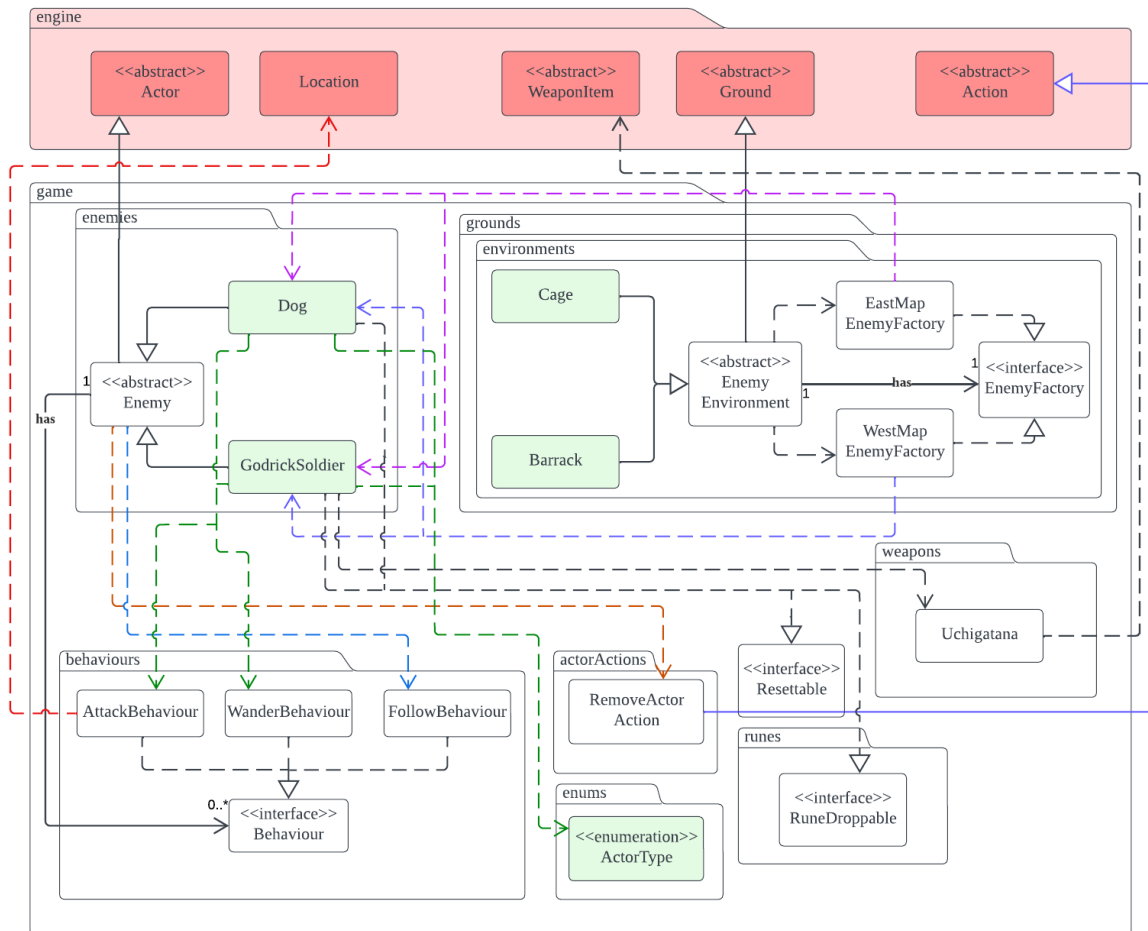 engine
<<abstract>>
Actor
Location
<<abstract>>
WeaponItem
<<abstract>>
Ground
<<abstract>>
Action
game
enemies
Dog
<<abstract>>
Enemy
1
has
GodrickSoldier
grounds
environments
Cage
Barrack
<<abstract>>
Enemy
Environment
1
has
1
EastMap
EnemyFactory
WestMap
EnemyFactory
<<interface>>
EnemyFactory
weapons
Uchigatana
behaviours
AttackBehaviour
WanderBehaviour
FollowBehaviour
0..*
<<interface>>
Behaviour
actorActions
RemoveActor
Action
<<interface>>
Resettable
enums
<<enumeration>>
ActorType
runes
<<interface>>
RuneDroppable